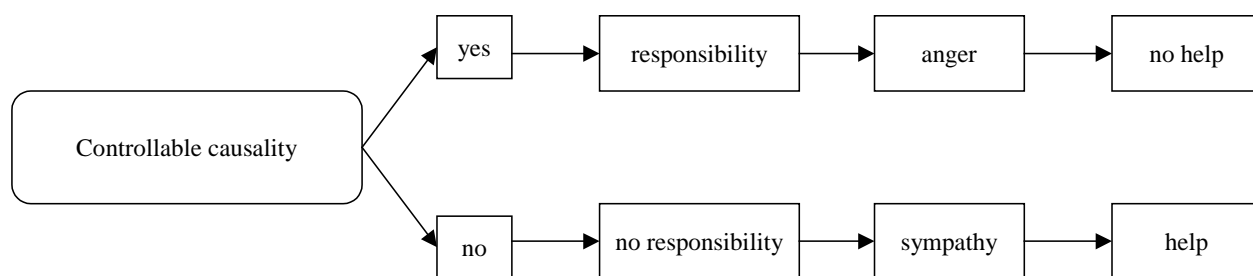 yes
responsibility
anger
no help
Controllable causality
no
no responsibility
sympathy
help